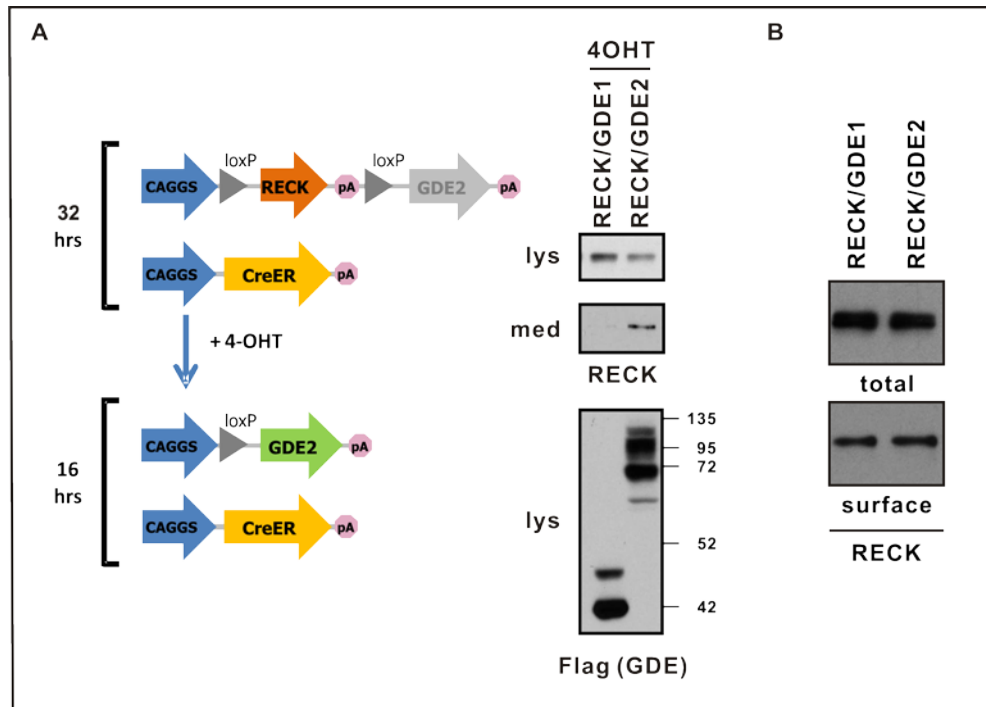 A
B
4OHT
RECK/GDE1
RECK/GDE2
RECK/GDE1
RECK/GDE2
loxP
loxP
CAGGS
RECK
pA
GDE2
pA
32
hrs
CAGGS
CreER
pA
+ 4-OHT
loxP
CAGGS
GDE2
pA
16
hrs
CAGGS
CreER
pA
lys
med
RECK
lys
135
95
72
52
42
Flag (GDE)
total
surface
RECK